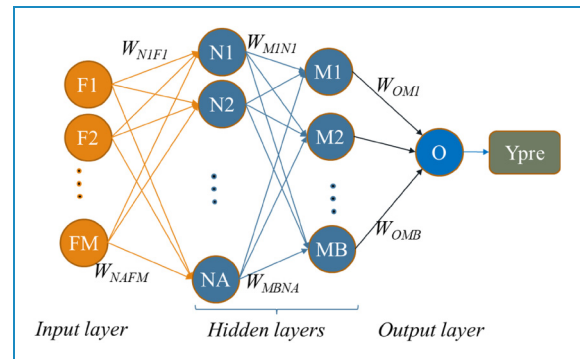 W_N1F1
N1
W_M1N1
F1
M1
W_OM1
N2
F2
M2
O
Ypre
FM
MB
W_OMB
W_NAFM
NA
W_MBNA
Input layer
Hidden layers
Output layer